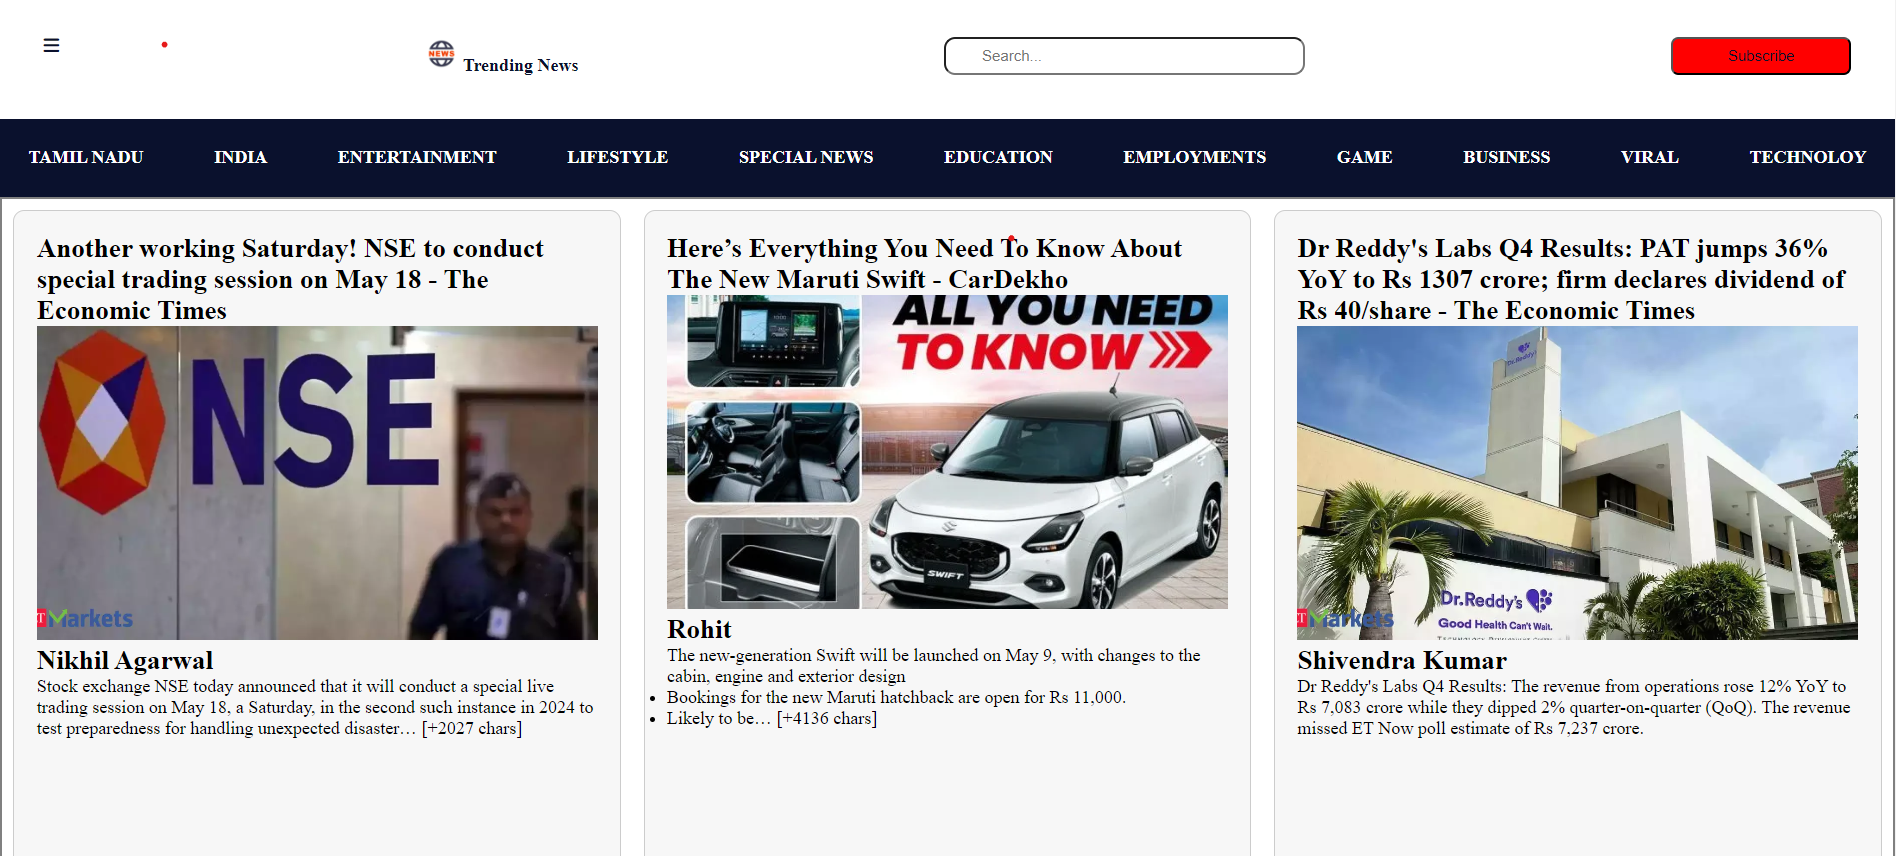 NEWS
Trending News
Search...
Subscribe
TAMIL NADU INDIA ENTERTAINMENT LIFESTYLE SPECIAL NEWS EDUCATION EMPLOYMENTS GAME BUSINESS VIRAL TECHNOLOY
Another working Saturday! NSE to conduct
special trading session on May 18 - The
Economic Times
NSE
ET Markets
Nikhil Agarwal
Stock exchange NSE today announced that it will conduct a special live
trading session on May 18, a Saturday, in the second such instance in 2024 to
test preparedness for handling unexpected disaster… [+2027 chars]
Here’s Everything You Need To Know About
The New Maruti Swift - CarDekho
ALL YOU NEED
TO KNOW
SWIFT
Rohit
The new-generation Swift will be launched on May 9, with changes to the
cabin, engine and exterior design
Bookings for the new Maruti hatchback are open for Rs 11,000.
Likely to be… [+4136 chars]
Dr Reddy's Labs Q4 Results: PAT jumps 36%
YoY to Rs 1307 crore; firm declares dividend of
Rs 40/share - The Economic Times
Dr.Reddy's
Dr.Reddy's
Good Health Can't Wait.
ET Markets
Shivendra Kumar
Dr Reddy's Labs Q4 Results: The revenue from operations rose 12% YoY to
Rs 7,083 crore while they dipped 2% quarter-on-quarter (QoQ). The revenue
missed ET Now poll estimate of Rs 7,237 crore.